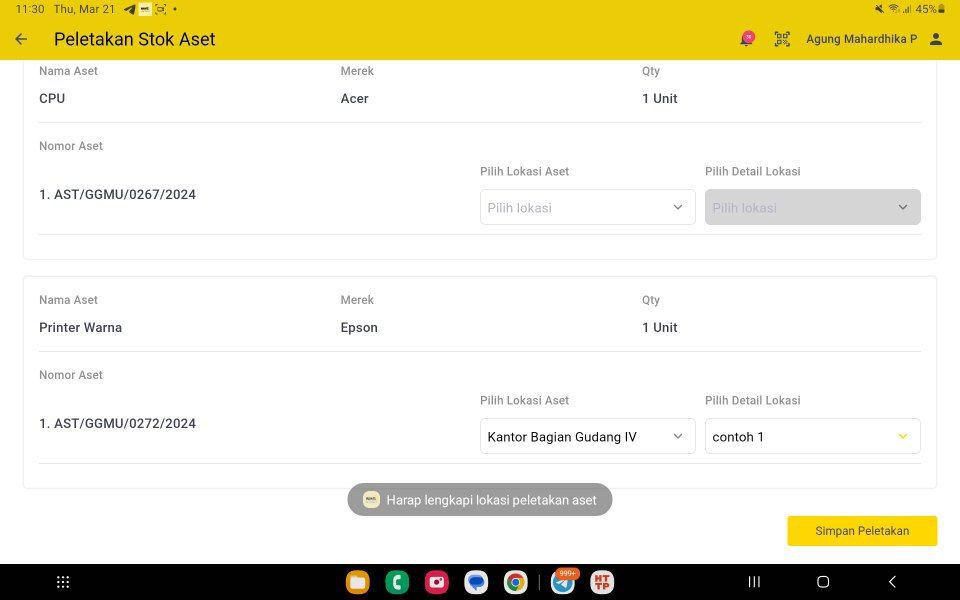 11:30 Thu, Mar 21 45%
Peletakan Stok Aset Agung Mahardhika P
Nama Aset Merek Qty
CPU Acer 1 Unit
Nomor Aset
Pilih Lokasi Aset Pilih Detail Lokasi
1. AST/GGMU/0267/2024
Pilih lokasi Pilih lokasi
Nama Aset Merek Qty
Printer Warna Epson 1 Unit
Nomor Aset
Pilih Lokasi Aset Pilih Detail Lokasi
1. AST/GGMU/0272/2024
Kantor Bagian Gudang IV contoh 1
Harap lengkapi lokasi peletakan aset
Simpan Peletakan
999+
HT
TP